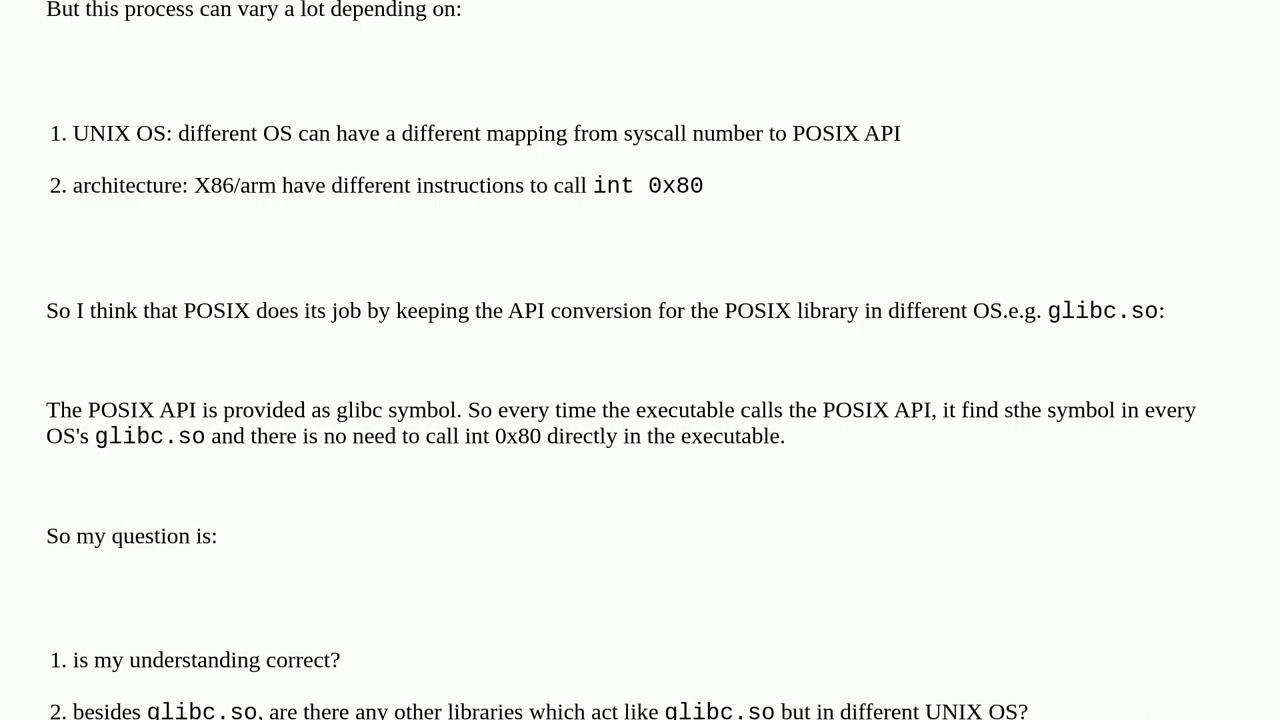 But this process can vary a lot depending on:
1. UNIX OS: different OS can have a different mapping from syscall number to POSIX API
2. architecture: X86/arm have different instructions to call int 0x80
So I think that POSIX does its job by keeping the API conversion for the POSIX library in different OS.e.g. glibc.so:
The POSIX API is provided as glibc symbol. So every time the executable calls the POSIX API, it find sthe symbol in every
OS's glibc.so and there is no need to call int 0x80 directly in the executable.
So my question is:
1. is my understanding correct?
2. besides glibc.so, are there any other libraries which act like glibc.so but in different UNIX OS?